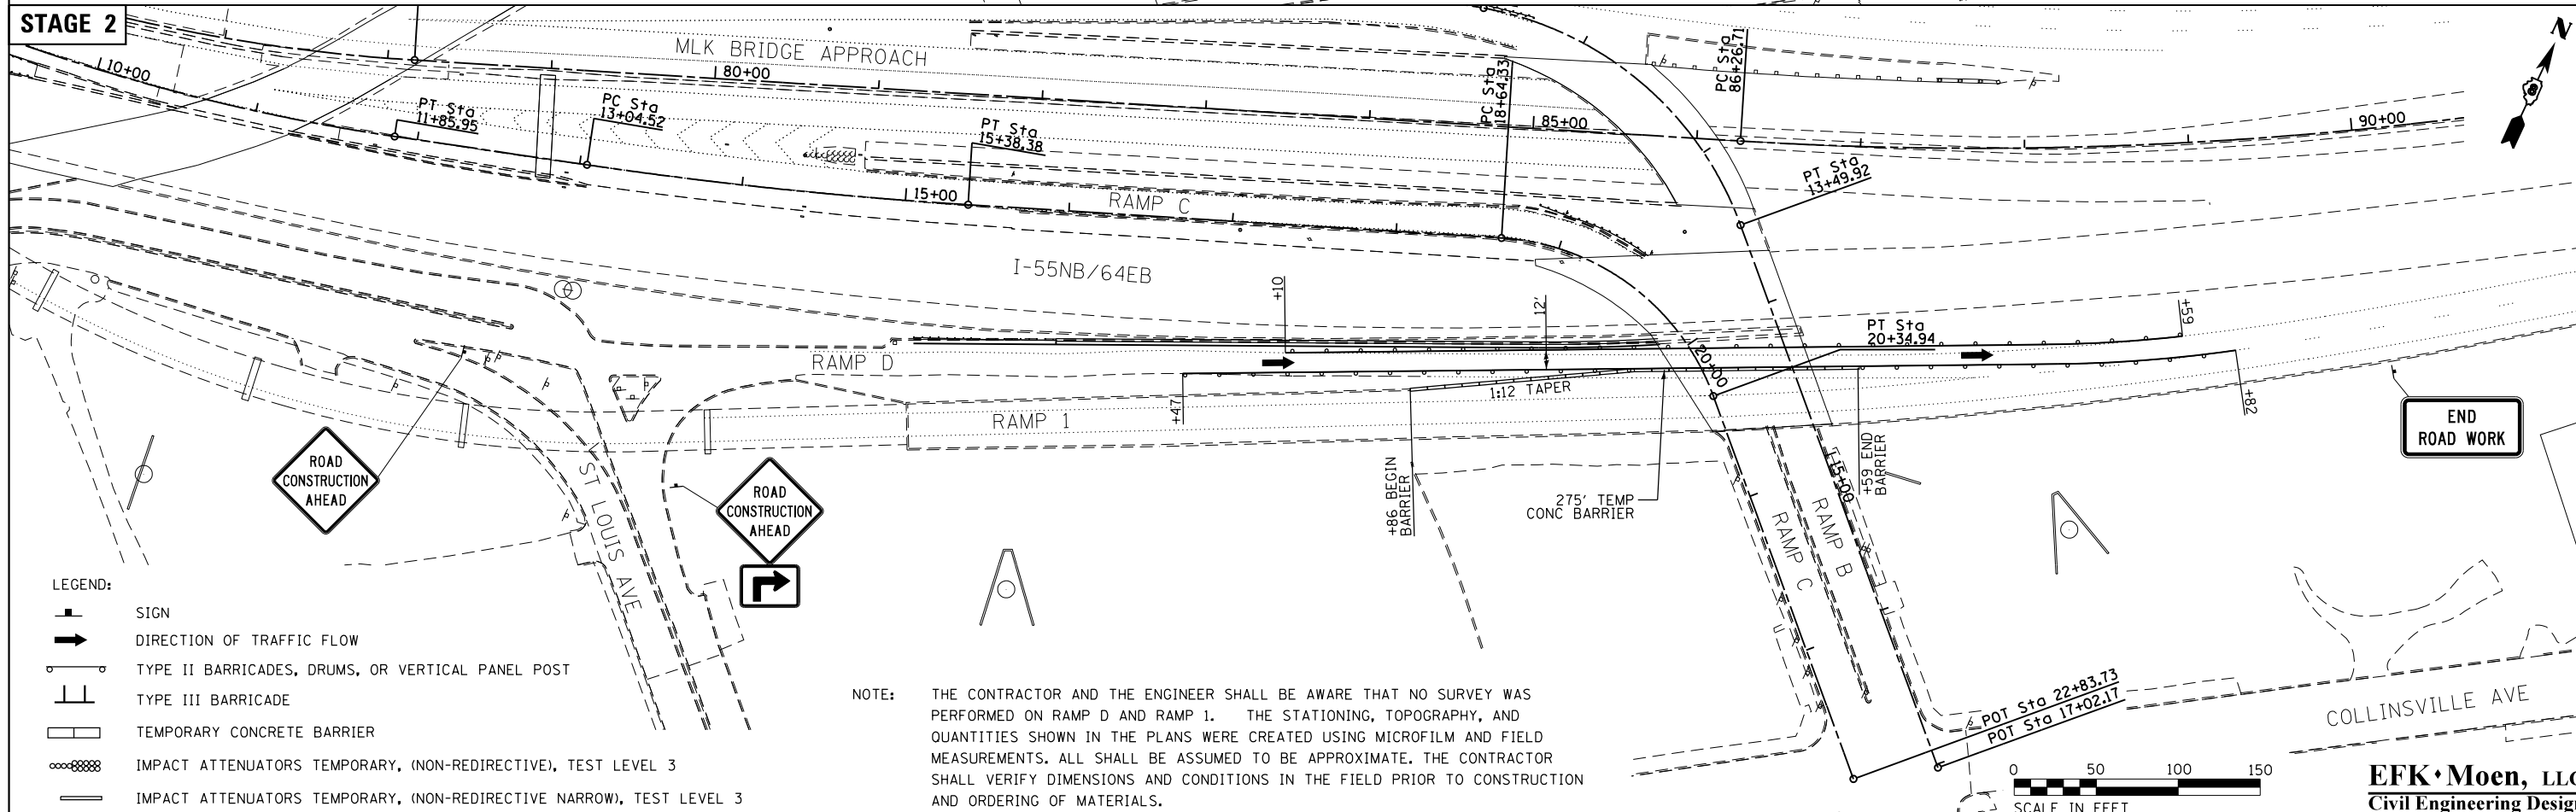 STAGE 2
N
10+00
MLK BRIDGE APPROACH
80+00
PT Sta
11+85.95
PC Sta
13+04.52
PT Sta
15+38.38
PC Sta
18+64.33
85+00
PC Sta
86+26.71
90+00
PT Sta
13+49.92
15+00
RAMP C
I-55NB/64EB
+10
12'
PT Sta
20+34.94
+59
20+00
RAMP D
1:12 TAPER
+47
RAMP 1
+82
END
ROAD WORK
ROAD
CONSTRUCTION
AHEAD
ST LOUIS AVE
ROAD
CONSTRUCTION
AHEAD
+86 BEGIN
BARRIER
275' TEMP
CONC BARRIER
+59 END
BARRIER
15+00
RAMP B
RAMP C
LEGEND:
SIGN
DIRECTION OF TRAFFIC FLOW
TYPE II BARRICADES, DRUMS, OR VERTICAL PANEL POST
TYPE III BARRICADE
TEMPORARY CONCRETE BARRIER
IMPACT ATTENUATORS TEMPORARY, (NON-REDIRECTIVE), TEST LEVEL 3
IMPACT ATTENUATORS TEMPORARY, (NON-REDIRECTIVE NARROW), TEST LEVEL 3
NOTE: THE CONTRACTOR AND THE ENGINEER SHALL BE AWARE THAT NO SURVEY WAS
PERFORMED ON RAMP D AND RAMP 1. THE STATIONING, TOPOGRAPHY, AND
QUANTITIES SHOWN IN THE PLANS WERE CREATED USING MICROFILM AND FIELD
MEASUREMENTS. ALL SHALL BE ASSUMED TO BE APPROXIMATE. THE CONTRACTOR
SHALL VERIFY DIMENSIONS AND CONDITIONS IN THE FIELD PRIOR TO CONSTRUCTION
AND ORDERING OF MATERIALS.
POT Sta 22+83.73
POT Sta 17+02.17
COLLINSVILLE AVE
0 50 100 150
SCALE IN FEET
EFK Moen, LLC
Civil Engineering Design